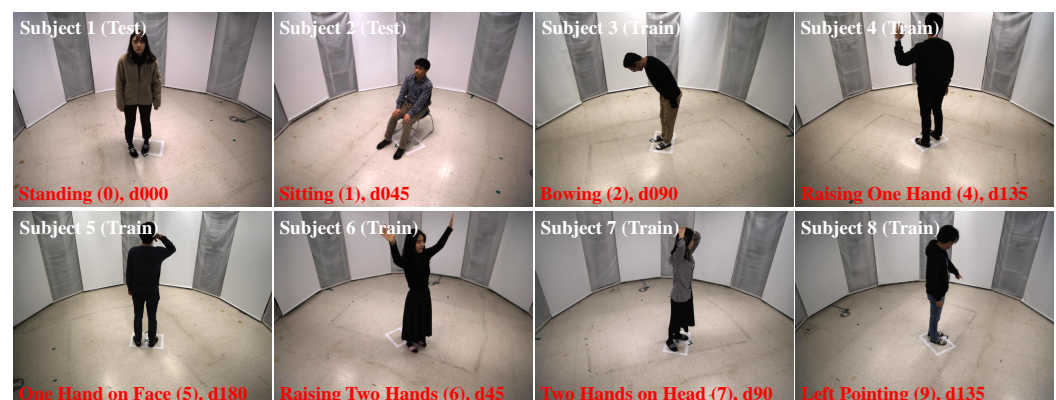 Subject 1 (Test)
Subject 2 (Test)
Subject 3 (Train)
Subject 4 (Train)
Standing (0), d000
Sitting (1), d045
Bowing (2), d090
Raising One Hand (4), d135
Subject 5 (Train)
Subject 6 (Train)
Subject 7 (Train)
Subject 8 (Train)
One Hand on Face (5), d180
Raising Two Hands (6), d45
Two Hands on Head (7), d90
Left Pointing (9), d135